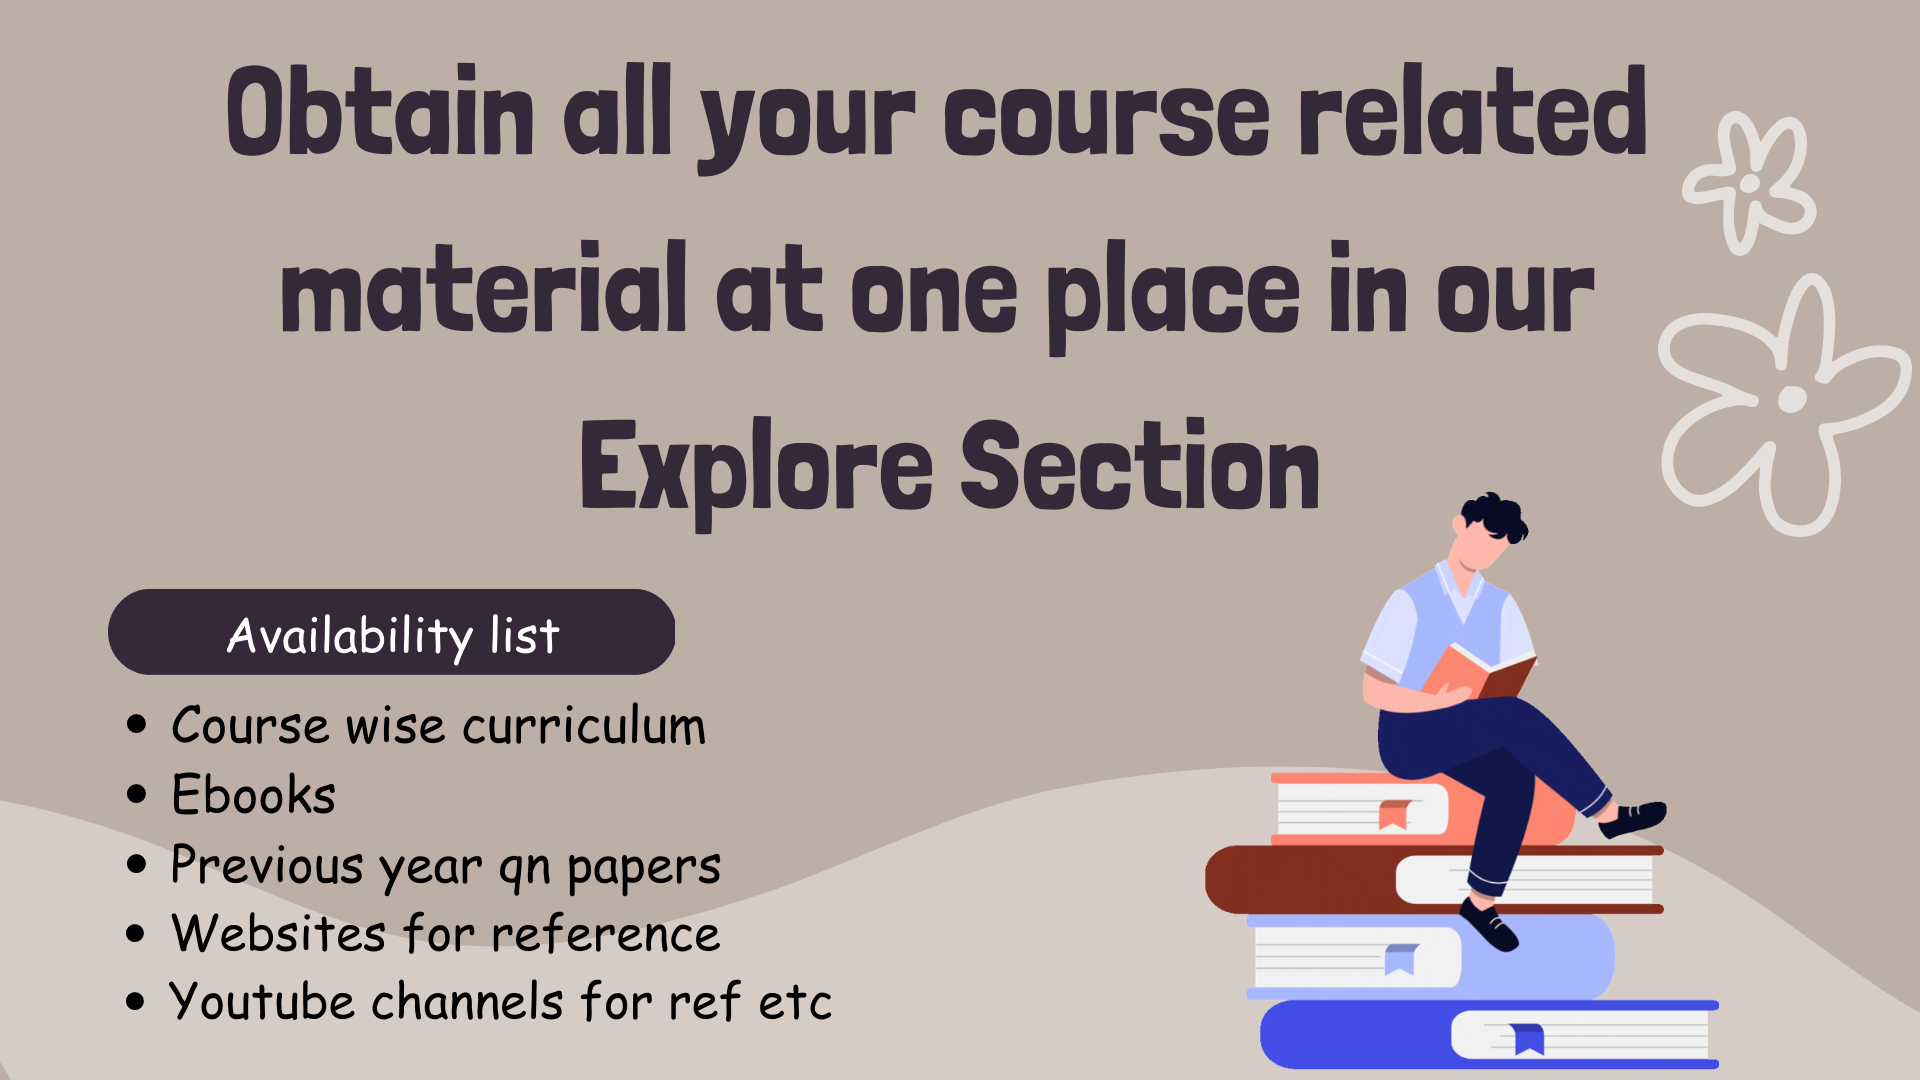 Obtain all your course related
material at one place in our
Explore Section
Availability list
Course wise curriculum
Ebooks
Previous year qn papers
Websites for reference
Youtube channels for ref etc